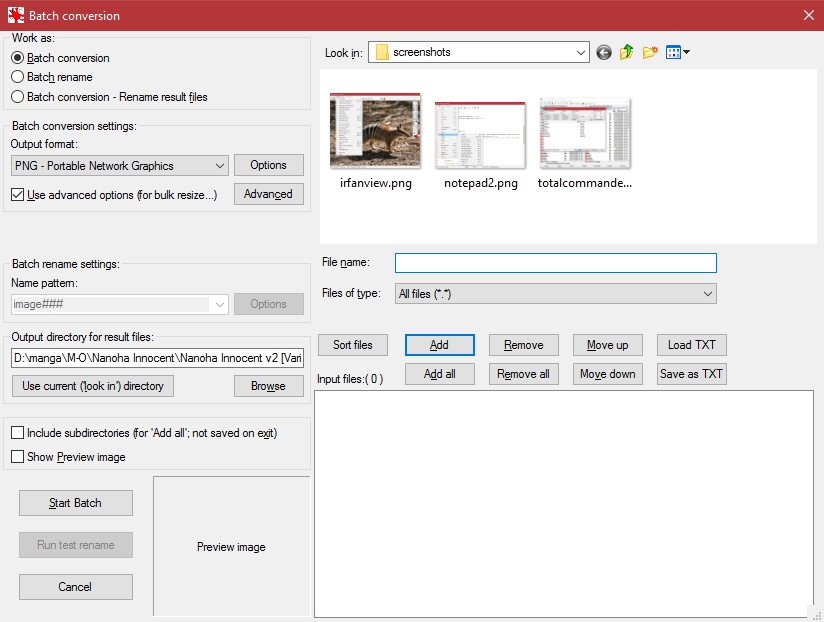 Batch conversion
Work as:
Batch conversion
Batch rename
Batch conversion - Rename result files
Batch conversion settings:
Output format:
PNG - Portable Network Graphics
Options
Use advanced options (for bulk resize...)
Advanced
Batch rename settings:
Name pattern:
image###
Options
Output directory for result files:
D:\manga\M-O\Nanoha Innocent\Nanoha Innocent v2 [Vari
Use current ('look in') directory
Browse
Include subdirectories (for 'Add all'; not saved on exit)
Show Preview image
Start Batch
Run test rename
Cancel
Preview image
Look in:
screenshots
irfanview.png
notepad2.png
totalcommande...
File name:
Files of type:
All files (*.*)
Sort files
Add
Remove
Move up
Load TXT
Input files:( 0 )
Add all
Remove all
Move down
Save as TXT